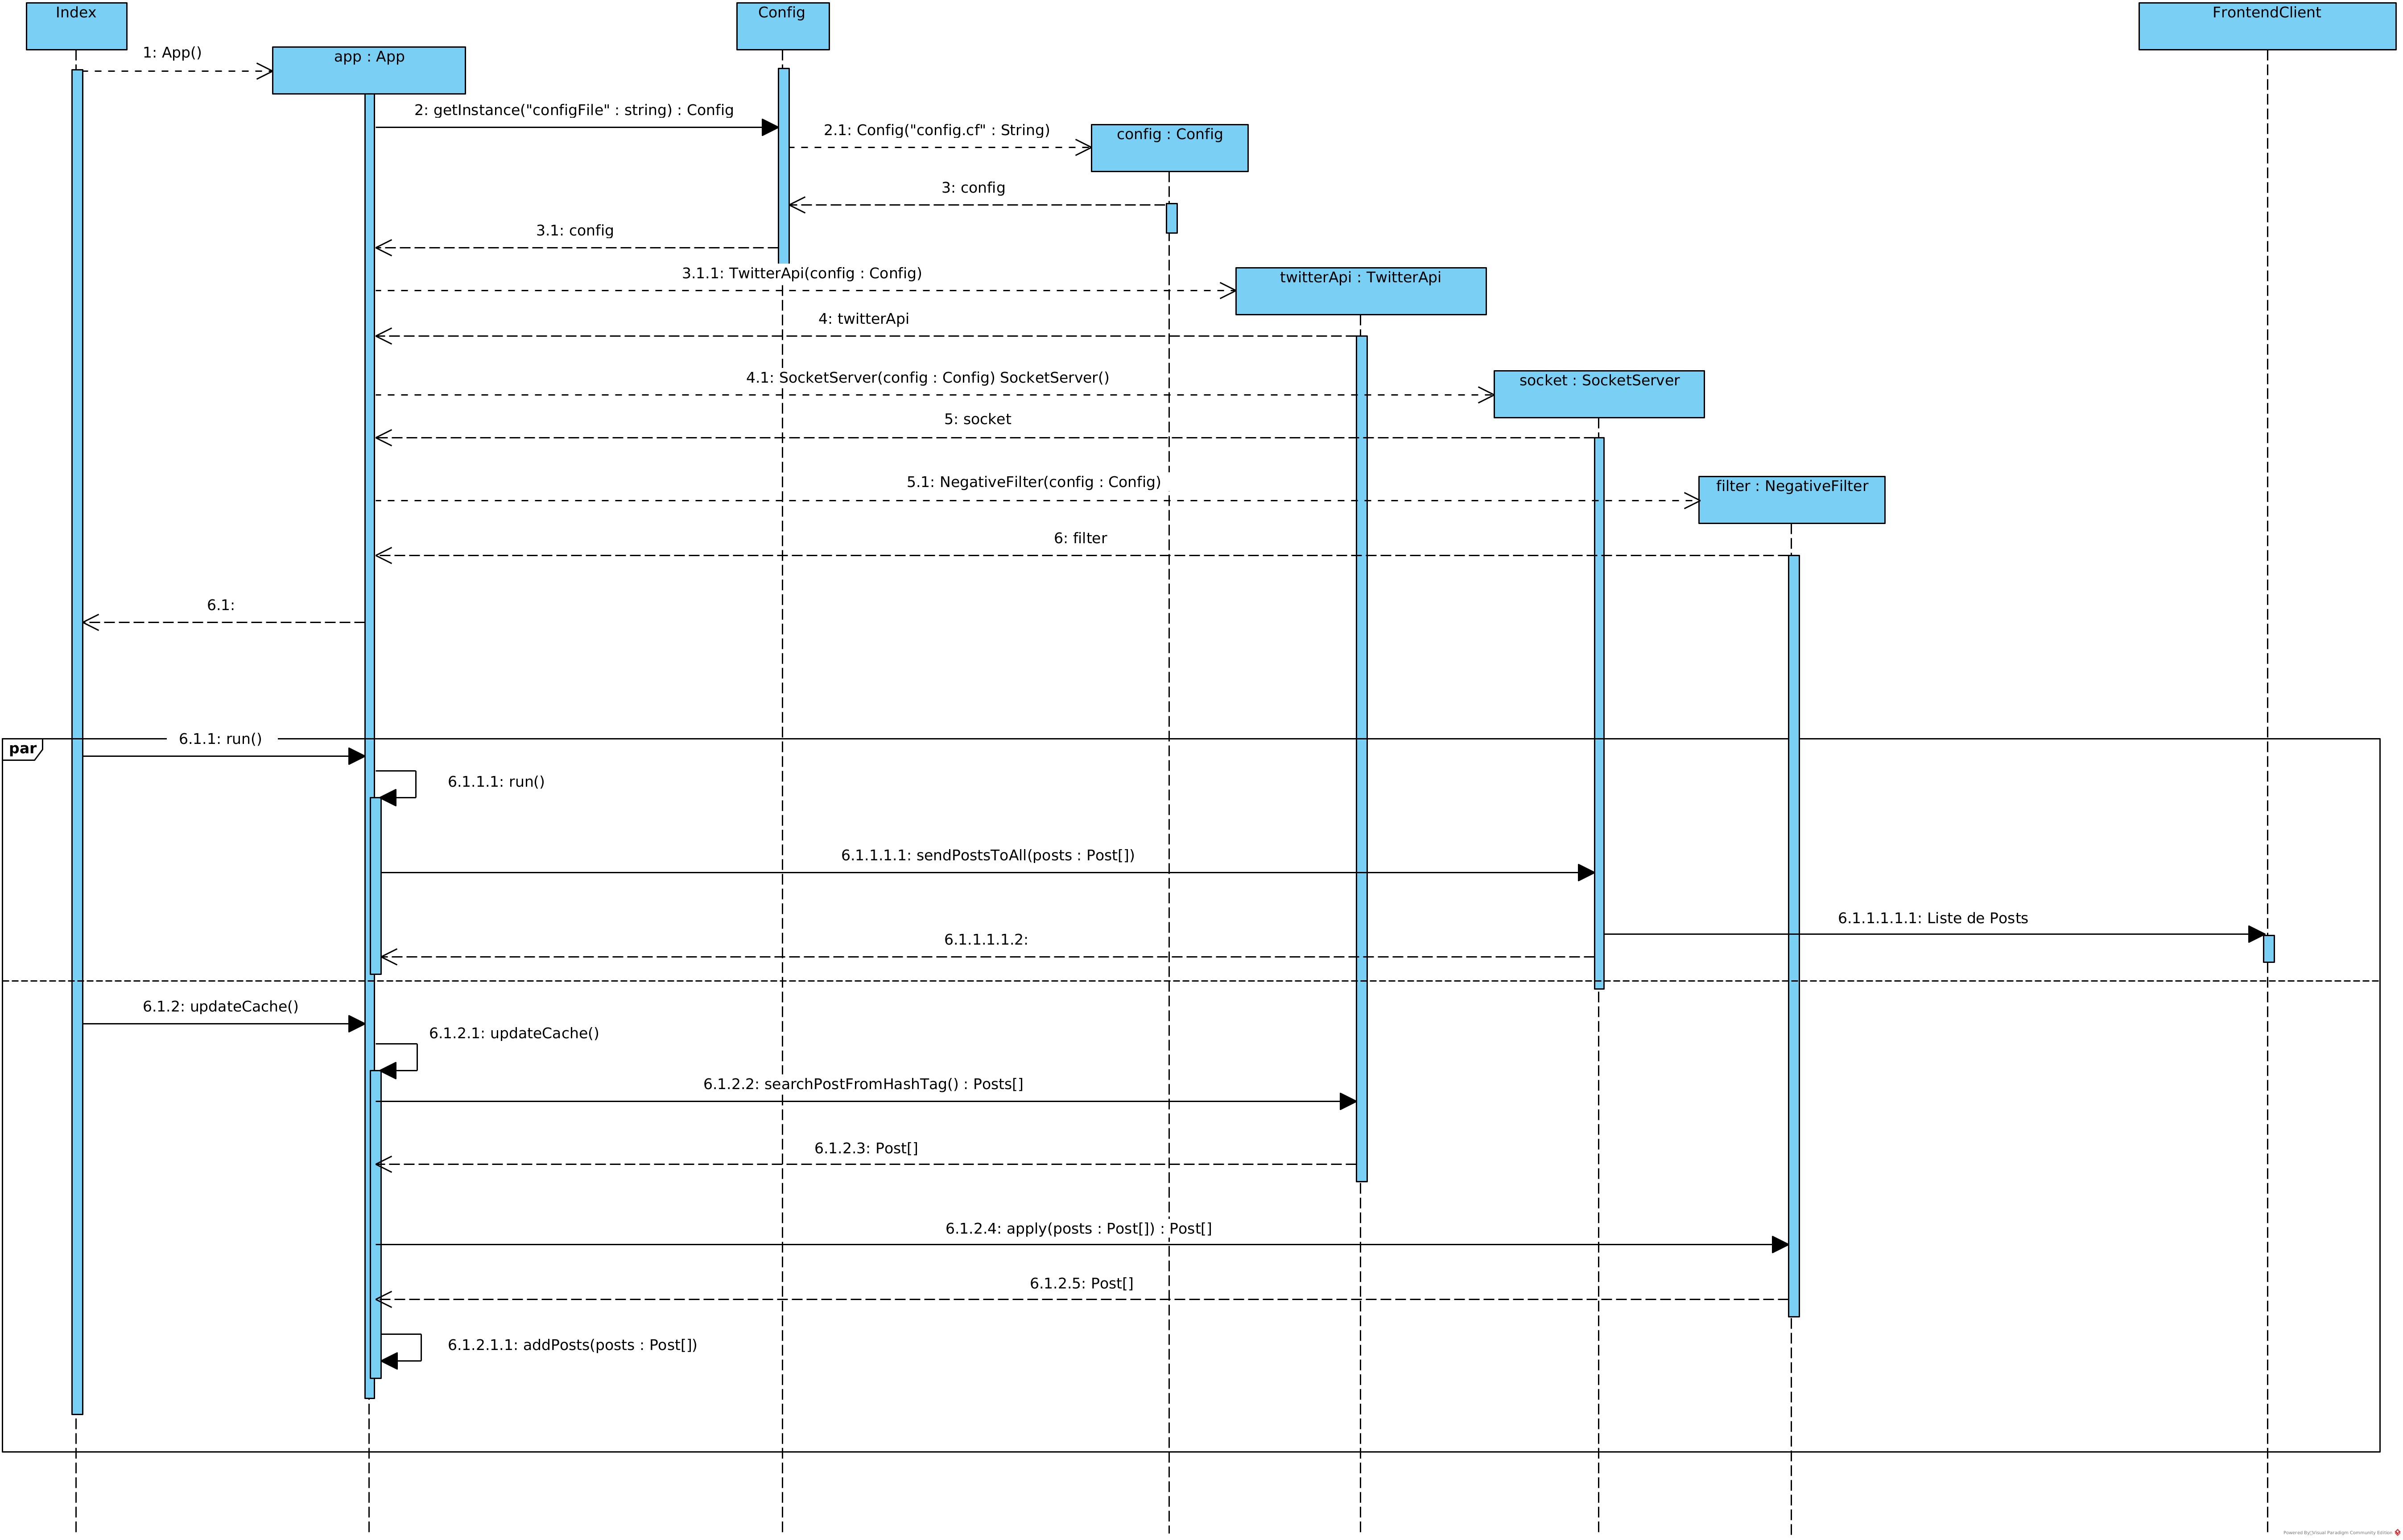 Index
Config
FrontendClient
1: App()
app : App
2: getInstance("configFile" : string) : Config
2.1: Config("config.cf" : String)
config : Config
3: config
3.1: config
3.1.1: TwitterApi(config : Config)
twitterApi : TwitterApi
4: twitterApi
4.1: SocketServer(config : Config) SocketServer()
socket : SocketServer
5: socket
5.1: NegativeFilter(config : Config)
filter : NegativeFilter
6: filter
6.1:
par
6.1.1: run()
6.1.1.1: run()
6.1.1.1.1: sendPostsToAll(posts : Post[])
6.1.1.1.1.1: Liste de Posts
6.1.1.1.1.2:
6.1.2: updateCache()
6.1.2.1: updateCache()
6.1.2.2: searchPostFromHashTag() : Posts[]
6.1.2.3: Post[]
6.1.2.4: apply(posts : Post[]) : Post[]
6.1.2.5: Post[]
6.1.2.1.1: addPosts(posts : Post[])
Powered By Visual Paradigm Community Edition